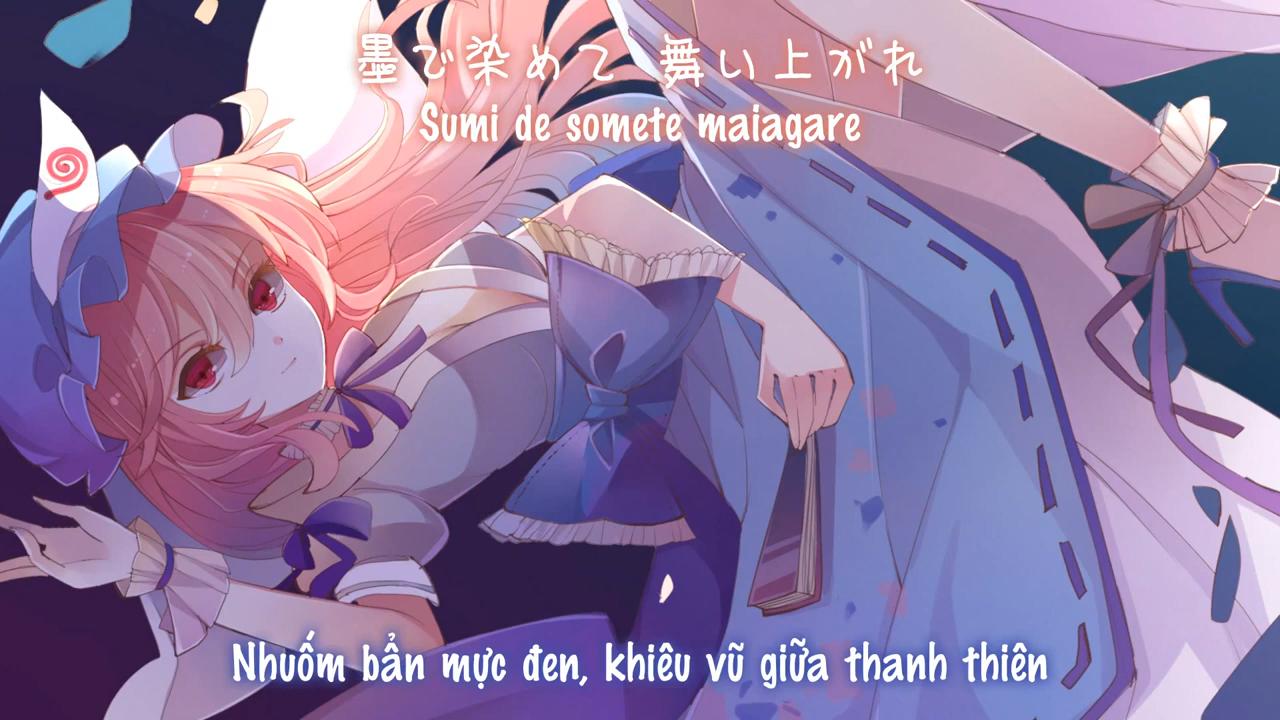 墨で染めて 舞い上がれ
Sumi de somete maiagare
Nhuốm bẩn mực đen, khiêu vũ giữa thanh thiên